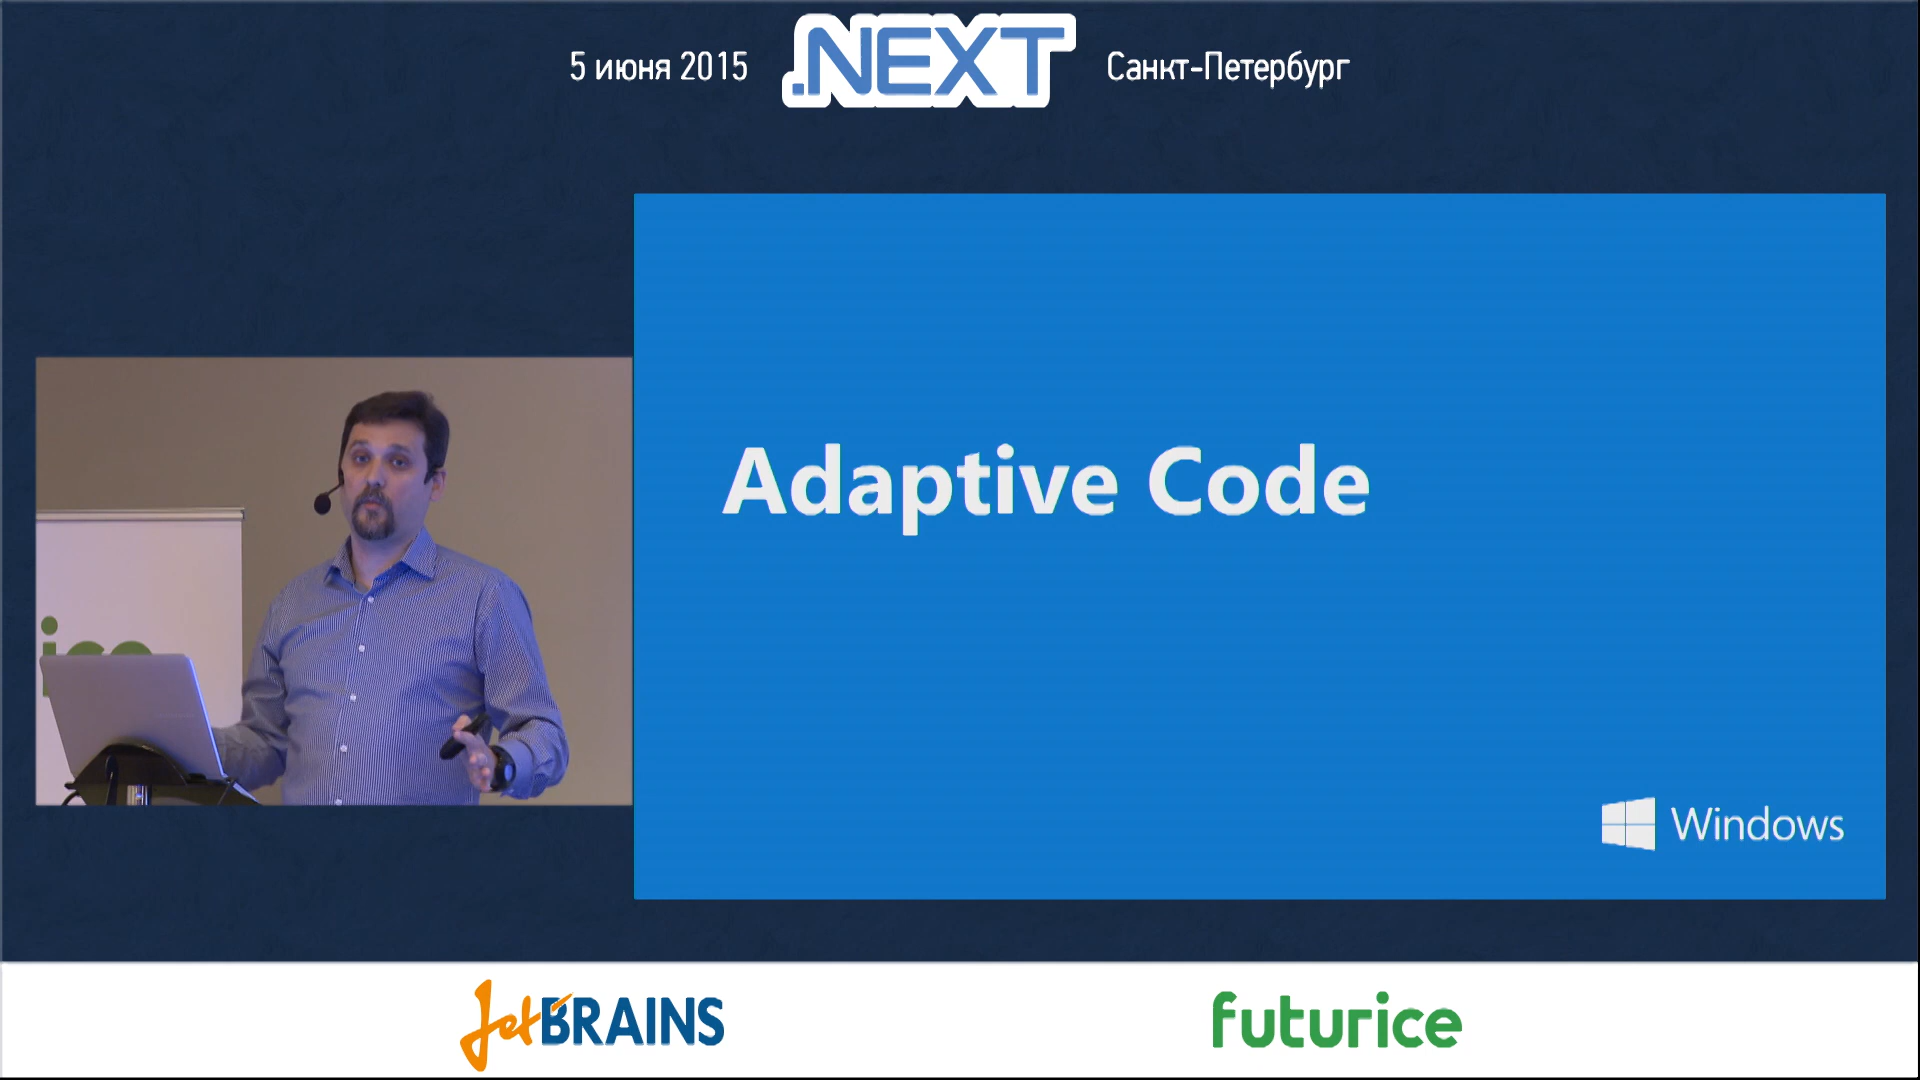 5 июня 2015
.NEXT
Санкт-Петербург
Adaptive Code
Windows
JetBRAINS
futurice